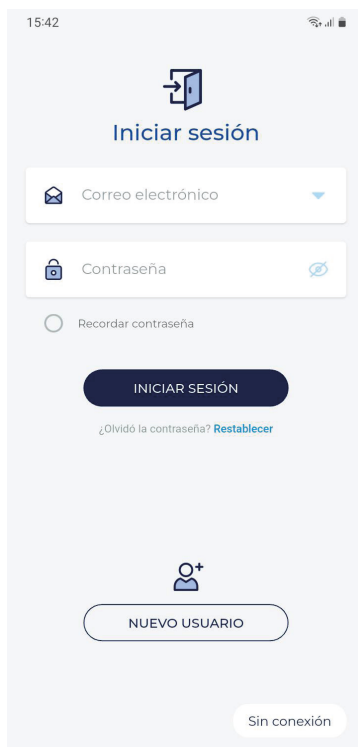 15:42
Iniciar sesión
Correo electrónico
Contraseña
Recordar contraseña
INICIAR SESIÓN
¿Olvidó la contraseña? Restablecer
NUEVO USUARIO
Sin conexión